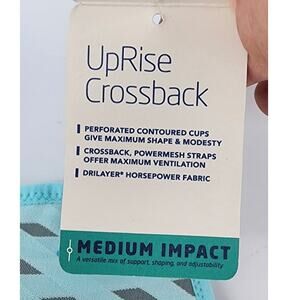 UpRise
Crossback
PERFORATED CONTOURED CUPS
GIVE MAXIMUM SHAPE & MODESTY
CROSSBACK, POWERMESH STRAPS
OFFER MAXIMUM VENTILATION
DRILAYER® HORSEPOWER FABRIC
MEDIUM IMPACT
A versatile mix of support, shaping, and adjustability